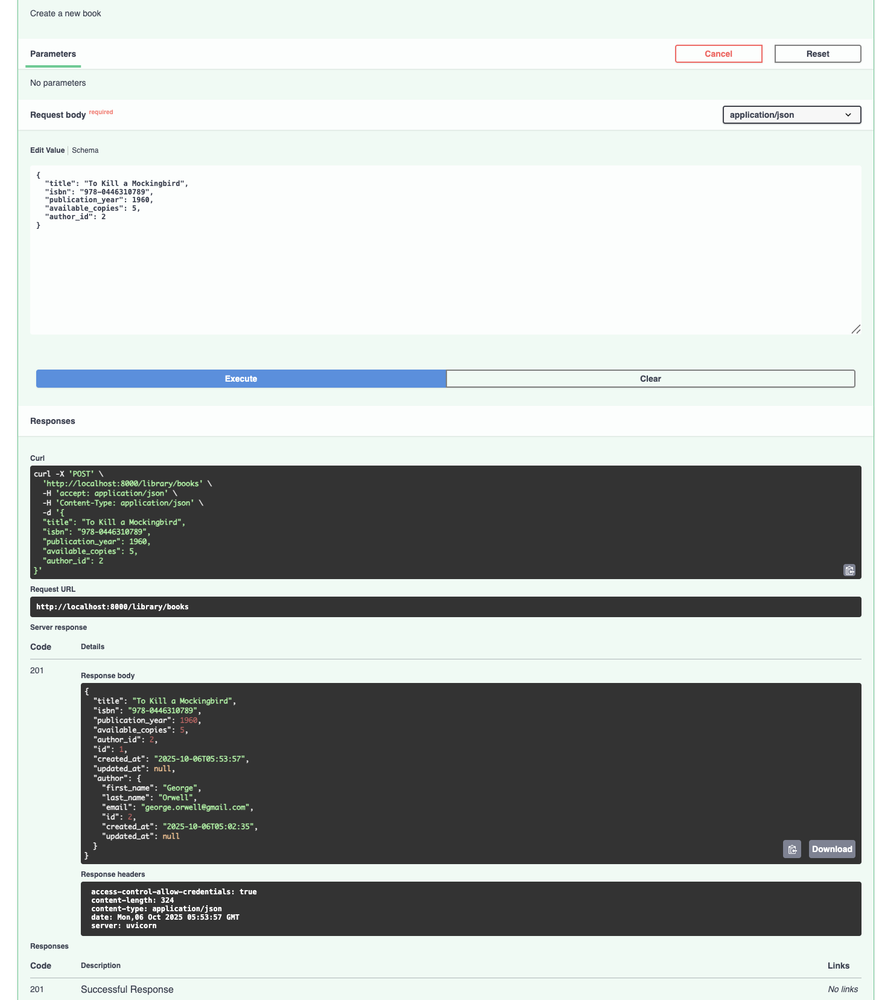 Create a new book
Parameters
Cancel
Reset
No parameters
Request body required
application/json
Edit Value
Schema
{
  "title": "To Kill a Mockingbird",
  "isbn": "978-0446310789",
  "publication_year": 1960,
  "available_copies": 5,
  "author_id": 2
}
Execute
Clear
Responses
Curl
curl -X 'POST' \
  'http://localhost:8000/library/books' \
  -H 'accept: application/json' \
  -H 'Content-Type: application/json' \
  -d '{
  "title": "To Kill a Mockingbird",
  "isbn": "978-0446310789",
  "publication_year": 1960,
  "available_copies": 5,
  "author_id": 2
}'
Request URL
http://localhost:8000/library/books
Server response
Code
Details
201
Response body
{
  "title": "To Kill a Mockingbird",
  "isbn": "978-0446310789",
  "publication_year": 1960,
  "available_copies": 5,
  "author_id": 2,
  "id": 1,
  "created_at": "2025-10-06T05:53:57",
  "updated_at": null,
  "author": {
    "first_name": "George",
    "last_name": "Orwell",
    "email": "george.orwell@gmail.com",
    "id": 2,
    "created_at": "2025-10-06T05:02:35",
    "updated_at": null
  }
}
Download
Response headers
access-control-allow-credentials: true
content-length: 324
content-type: application/json
date: Mon,06 Oct 2025 05:53:57 GMT
server: uvicorn
Responses
Code
Description
Links
201
Successful Response
No links